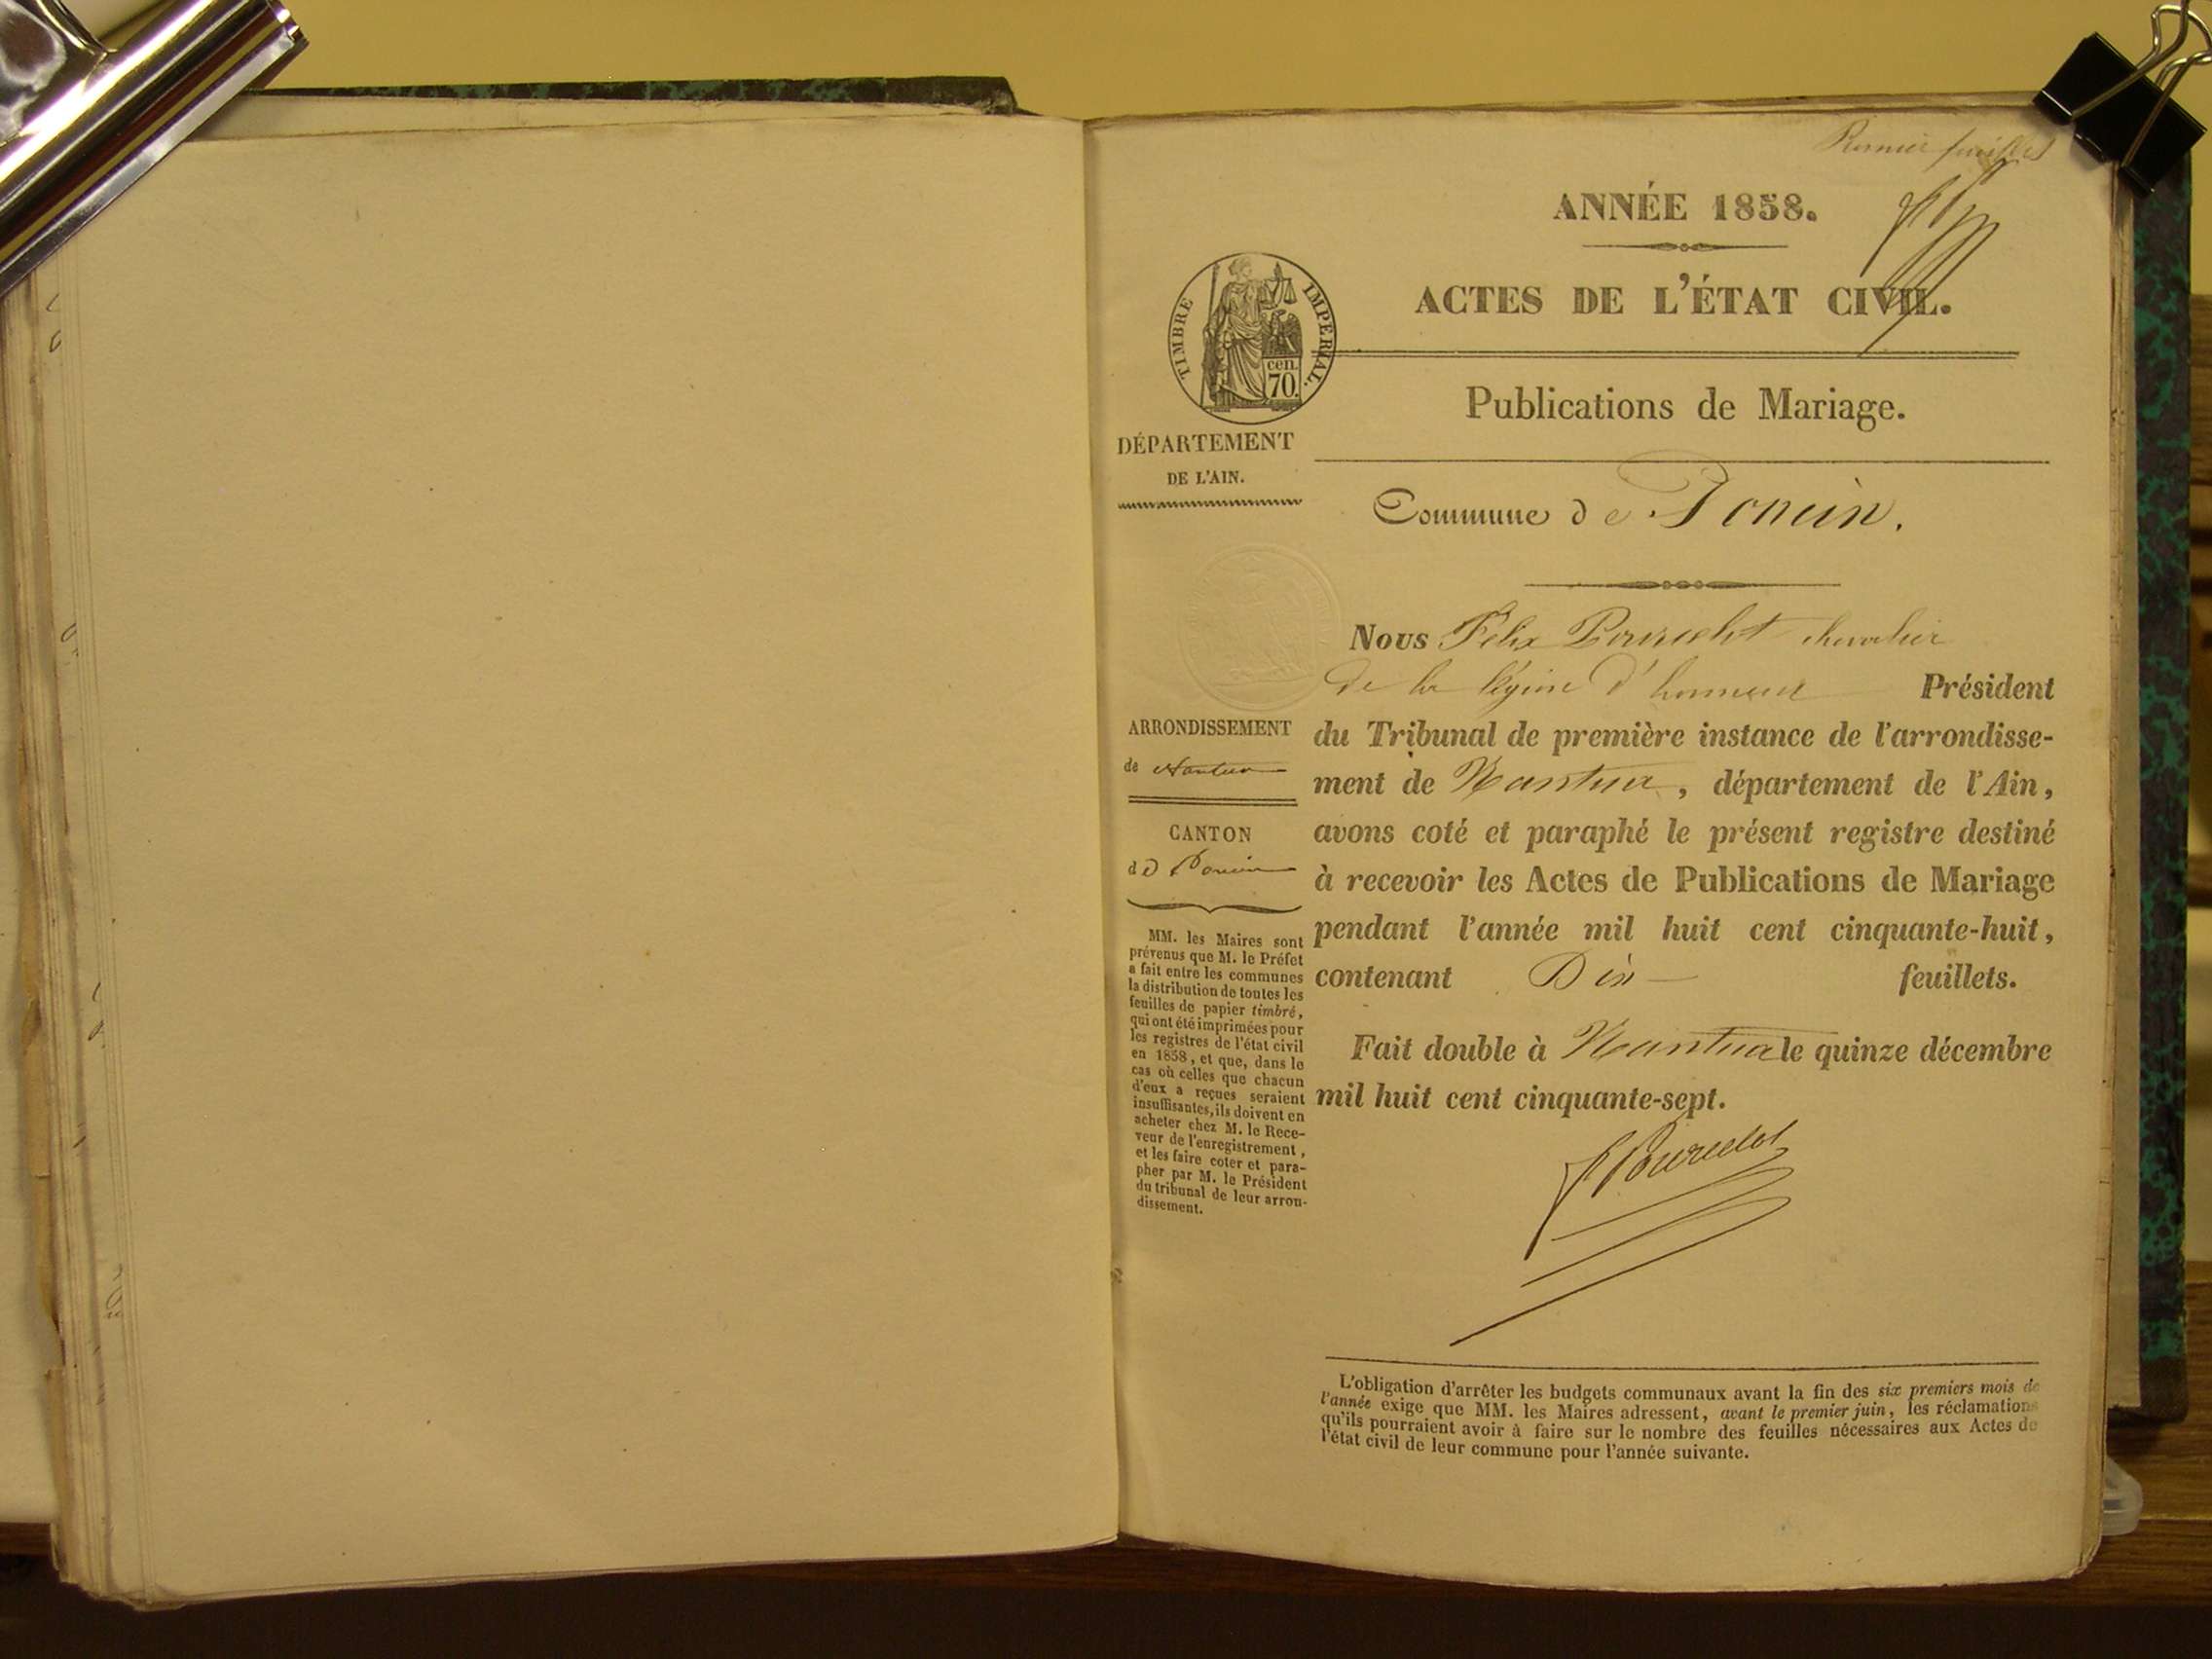 Premier feuillet
ANNÉE 1858.
ACTES DE L'ÉTAT CIVIL.
TIMBRE IMPÉRIAL.
cen.
70.
Publications de Mariage.
DÉPARTEMENT
DE L'AIN.
Commune de Poncin.
Nous Félix chevalier
de la légion d'honneur Président
du Tribunal de première instance de l'arrondisse-
ment de Nantua, département de l'Ain,
avons coté et paraphé le présent registre destiné
à recevoir les Actes de Publications de Mariage
pendant l'année mil huit cent cinquante-huit,
contenant Dix feuillets.
Fait double à Nantua le quinze décembre
mil huit cent cinquante-sept.
ARRONDISSEMENT
de Nantua
CANTON
de Poncin
MM. les Maires sont
prévenus que M. le Préfet
a fait entre les communes
la distribution de toutes les
feuilles de papier timbré,
qui ont été imprimées pour
les registres de l'état civil
en 1858, et que, dans le
cas où celles que chacun
d'eux a reçues seraient
insuffisantes, ils doivent en
acheter chez M. le Rece-
veur de l'enregistrement,
et les faire coter et para-
pher par M. le Président
du tribunal de leur arron-
dissement.
L'obligation d'arrêter les budgets communaux avant la fin des six premiers mois de
l'année exige que MM. les Maires adressent, avant le premier juin, les réclamations
qu'ils pourraient avoir à faire sur le nombre des feuilles nécessaires aux Actes de
l'état civil de leur commune pour l'année suivante.